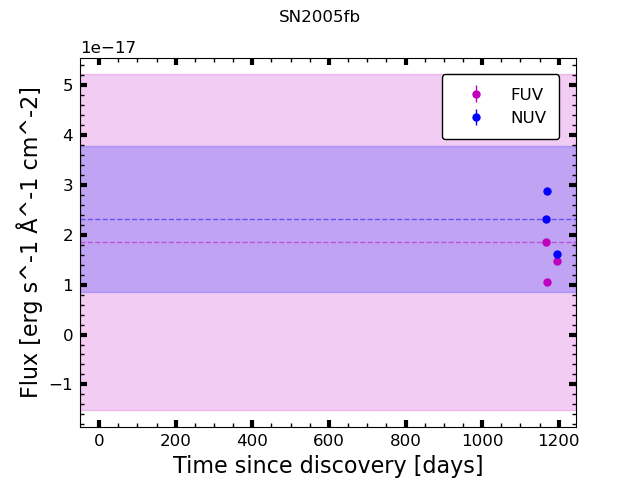 SN2005fb
1e−17
FUV
NUV
5
4
3
2
1
0
−1
Flux [erg s^-1 Å^-1 cm^-2]
0 200 400 600 800 1000 1200
Time since discovery [days]